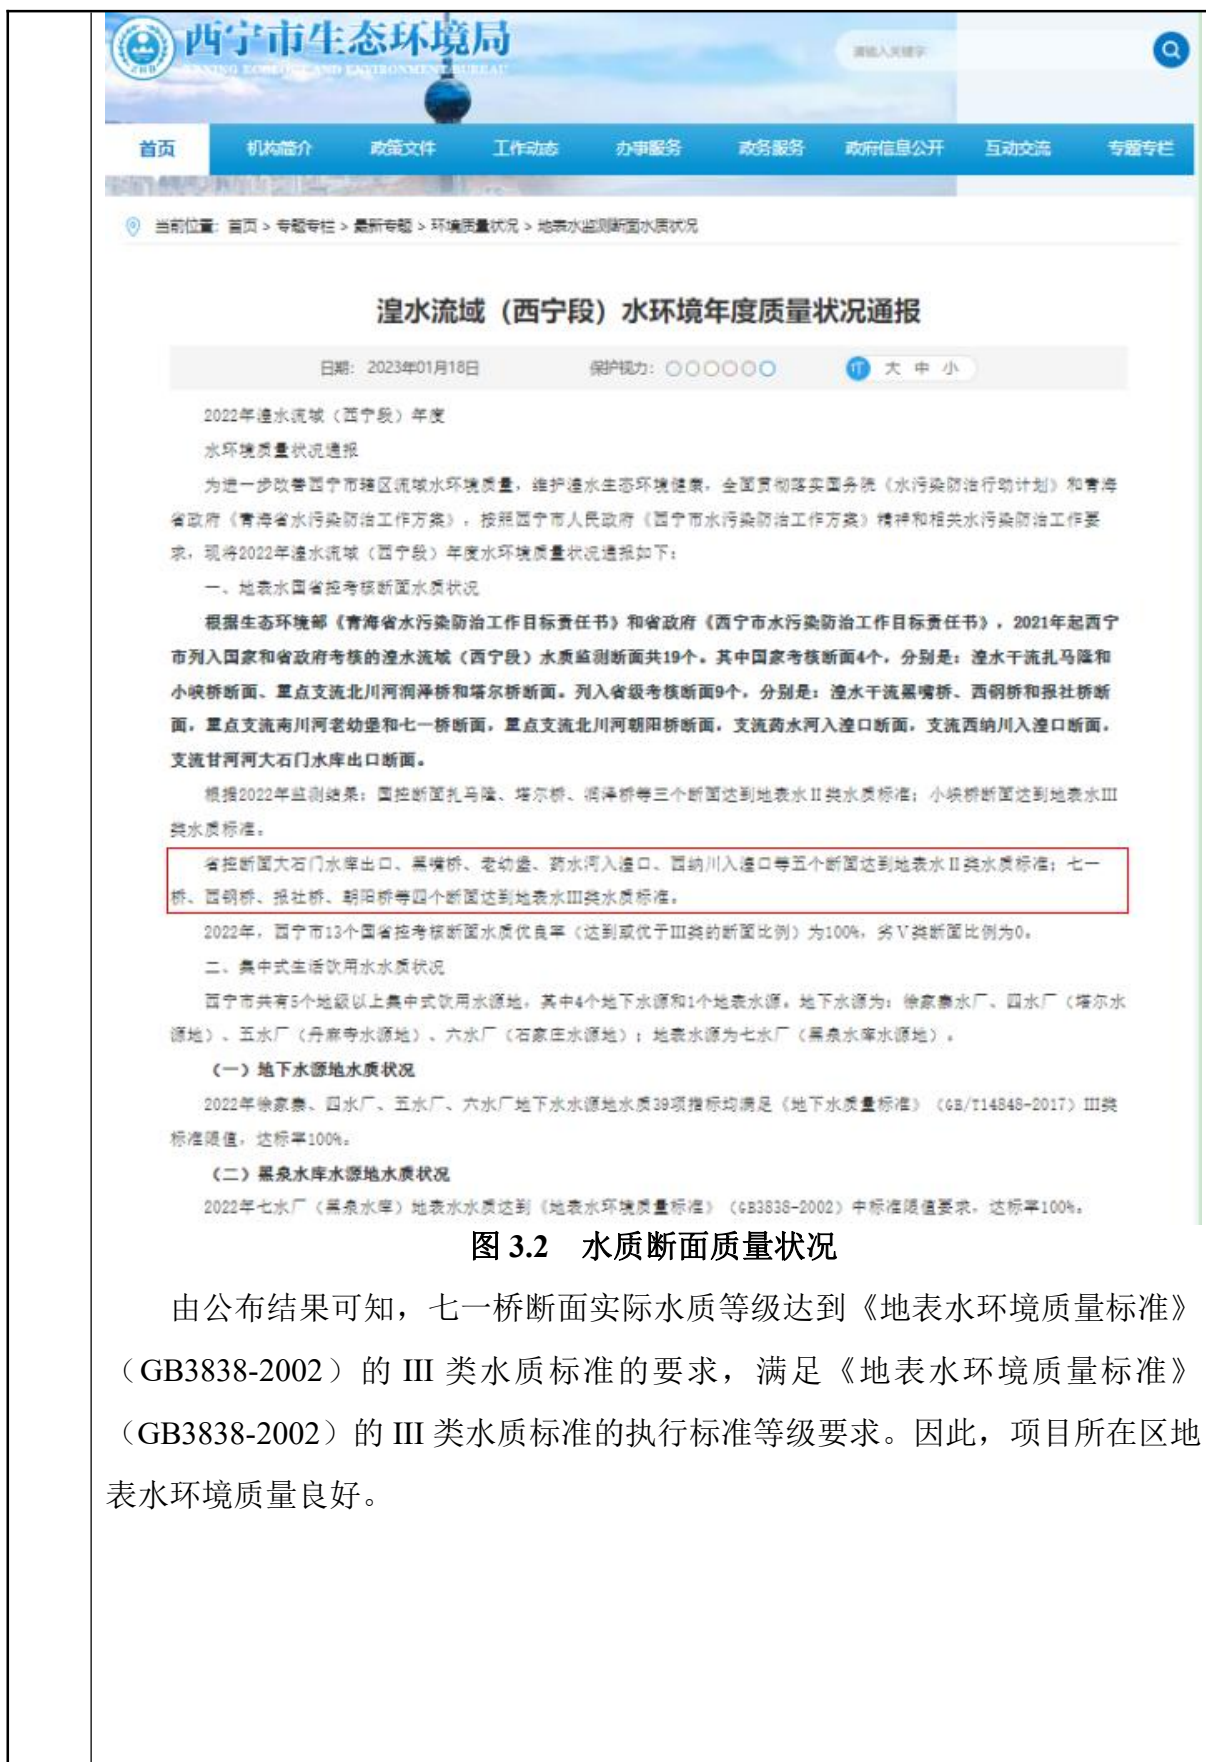 西宁市生态环境局
XINING ECOLOGY AND ENVIRONMENT BUREAU
请输入关键字
首页 机构简介 政策文件 工作动态 办事服务 政务服务 政府信息公开 互动交流 专题专栏
当前位置：首页 > 专题专栏 > 最新专题 > 环境质量状况 > 地表水监测断面水质状况
湟水流域（西宁段）水环境年度质量状况通报
日期：2023年01月18日 保护视力： 大 中 小
2022年湟水流域（西宁段）年度
水环境质量状况通报
为进一步改善西宁市辖区流域水环境质量，维护湟水生态环境健康，全面贯彻落实国务院《水污染防治行动计划》和青海
省政府《青海省水污染防治工作方案》，按照西宁市人民政府《西宁市水污染防治工作方案》精神和相关水污染防治工作要
求，现将2022年湟水流域（西宁段）年度水环境质量状况通报如下：
一、地表水国省控考核断面水质状况
根据生态环境部《青海省水污染防治工作目标责任书》和省政府《西宁市水污染防治工作目标责任书》，2021年起西宁
市列入国家和省政府考核的湟水流域（西宁段）水质监测断面共19个。其中国家考核断面4个，分别是：湟水干流扎马隆和
小峡桥断面、重点支流北川河润泽桥和塔尔桥断面。列入省级考核断面9个，分别是：湟水干流黑嘴桥、西钢桥和报社桥断
面，重点支流南川河老幼堡和七一桥断面，重点支流北川河朝阳桥断面，支流药水河入湟口断面，支流西纳川入湟口断面，
支流甘河河大石门水库出口断面。
根据2022年监测结果：国控断面扎马隆、塔尔桥、润泽桥等三个断面达到地表水II类水质标准；小峡桥断面达到地表水III
类水质标准。
省控断面大石门水库出口、黑嘴桥、老幼堡、药水河入湟口、西纳川入湟口等五个断面达到地表水II类水质标准；七一
桥、西钢桥、报社桥、朝阳桥等四个断面达到地表水III类水质标准。
2022年，西宁市13个国省控考核断面水质优良率（达到或优于III类的断面比例）为100%，劣V类断面比例为0。
二、集中式生活饮用水水质状况
西宁市共有5个地级以上集中式饮用水源地，其中4个地下水源和1个地表水源。地下水源为：徐家寨水厂、四水厂（塔尔水
源地）、五水厂（丹麻寺水源地）、六水厂（石家庄水源地）；地表水源为七水厂（黑泉水库水源地）。
（一）地下水源地水质状况
2022年徐家寨、四水厂、五水厂、六水厂地下水水源地水质39项指标均满足《地下水质量标准》（GB/T14848-2017）III类
标准限值，达标率100%。
（二）黑泉水库水源地水质状况
2022年七水厂（黑泉水库）地表水水质达到《地表水环境质量标准》（GB3838-2002）中标准限值要求，达标率100%。
图 3.2 水质断面质量状况
由公布结果可知，七一桥断面实际水质等级达到《地表水环境质量标准》
（GB3838-2002）的 III 类水质标准的要求，满足《地表水环境质量标准》
（GB3838-2002）的 III 类水质标准的执行标准等级要求。因此，项目所在区地
表水环境质量良好。